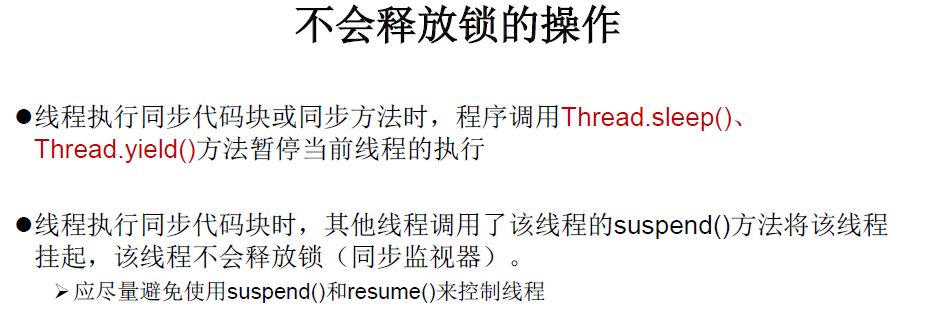 不会释放锁的操作
●线程执行同步代码块或同步方法时，程序调用Thread.sleep()、
Thread.yield()方法暂停当前线程的执行
●线程执行同步代码块时，其他线程调用了该线程的suspend()方法将该线程
挂起，该线程不会释放锁（同步监视器）。
➢应尽量避免使用suspend()和resume()来控制线程